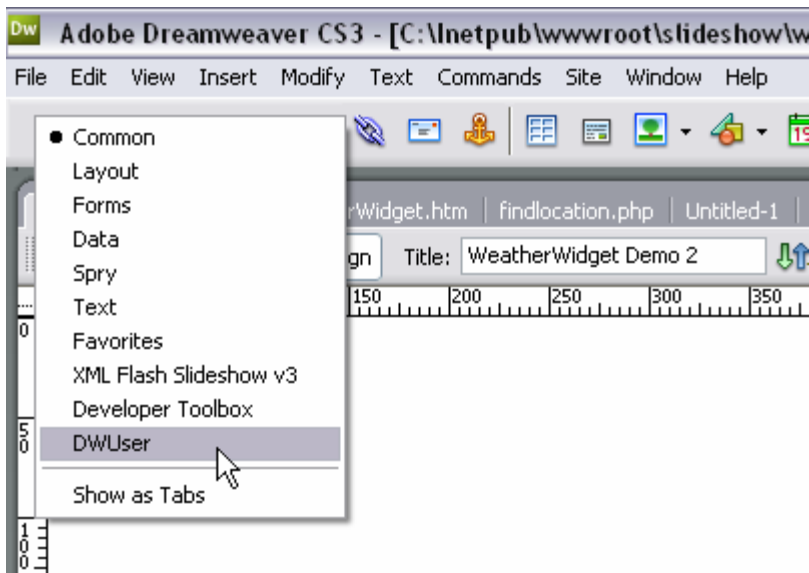 Dw Adobe Dreamweaver CS3 - [C:\Inetpub\wwwroot\slideshow\w
File Edit View Insert Modify Text Commands Site Window Help
19
Common
Layout
Forms
Data
Spry
Text
Favorites
XML Flash Slideshow v3
Developer Toolbox
DWUser
Show as Tabs
rWidget.htm findlocation.php Untitled-1
gn Title: WeatherWidget Demo 2
150 200 250 300 350
0
50
100